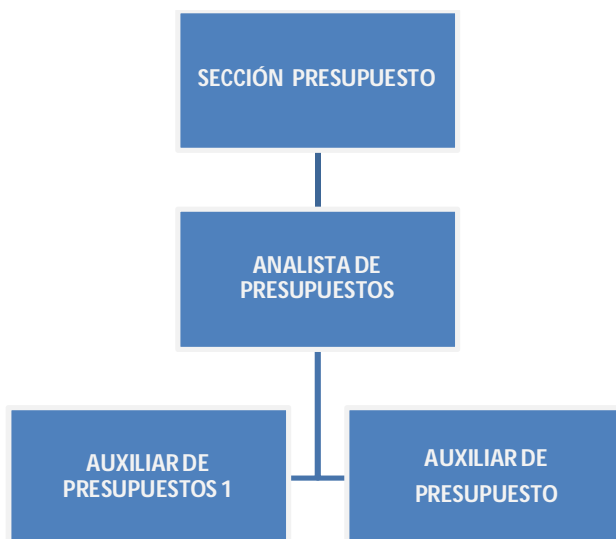 SECCIÓN PRESUPUESTO
ANALISTA DE
PRESUPUESTOS
AUXILIAR DE
PRESUPUESTOS 1
AUXILIAR DE
PRESUPUESTO